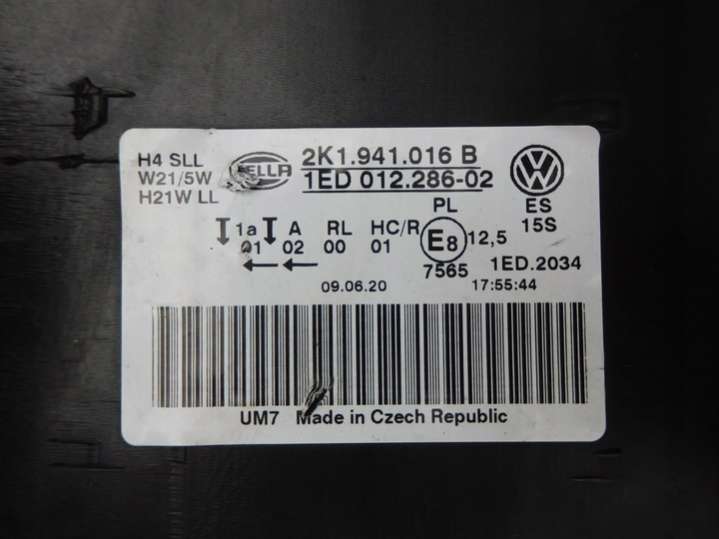 H4 SLL HELLA 2K1.941.016 B
W21/5W 1ED 012.286-02
H21W LL
PL ES
1a A RL HC/R 15S
01 02 00 01 E8 12,5
7565 1ED.2034
09.06.20 17:55:44
UM7 Made in Czech Republic